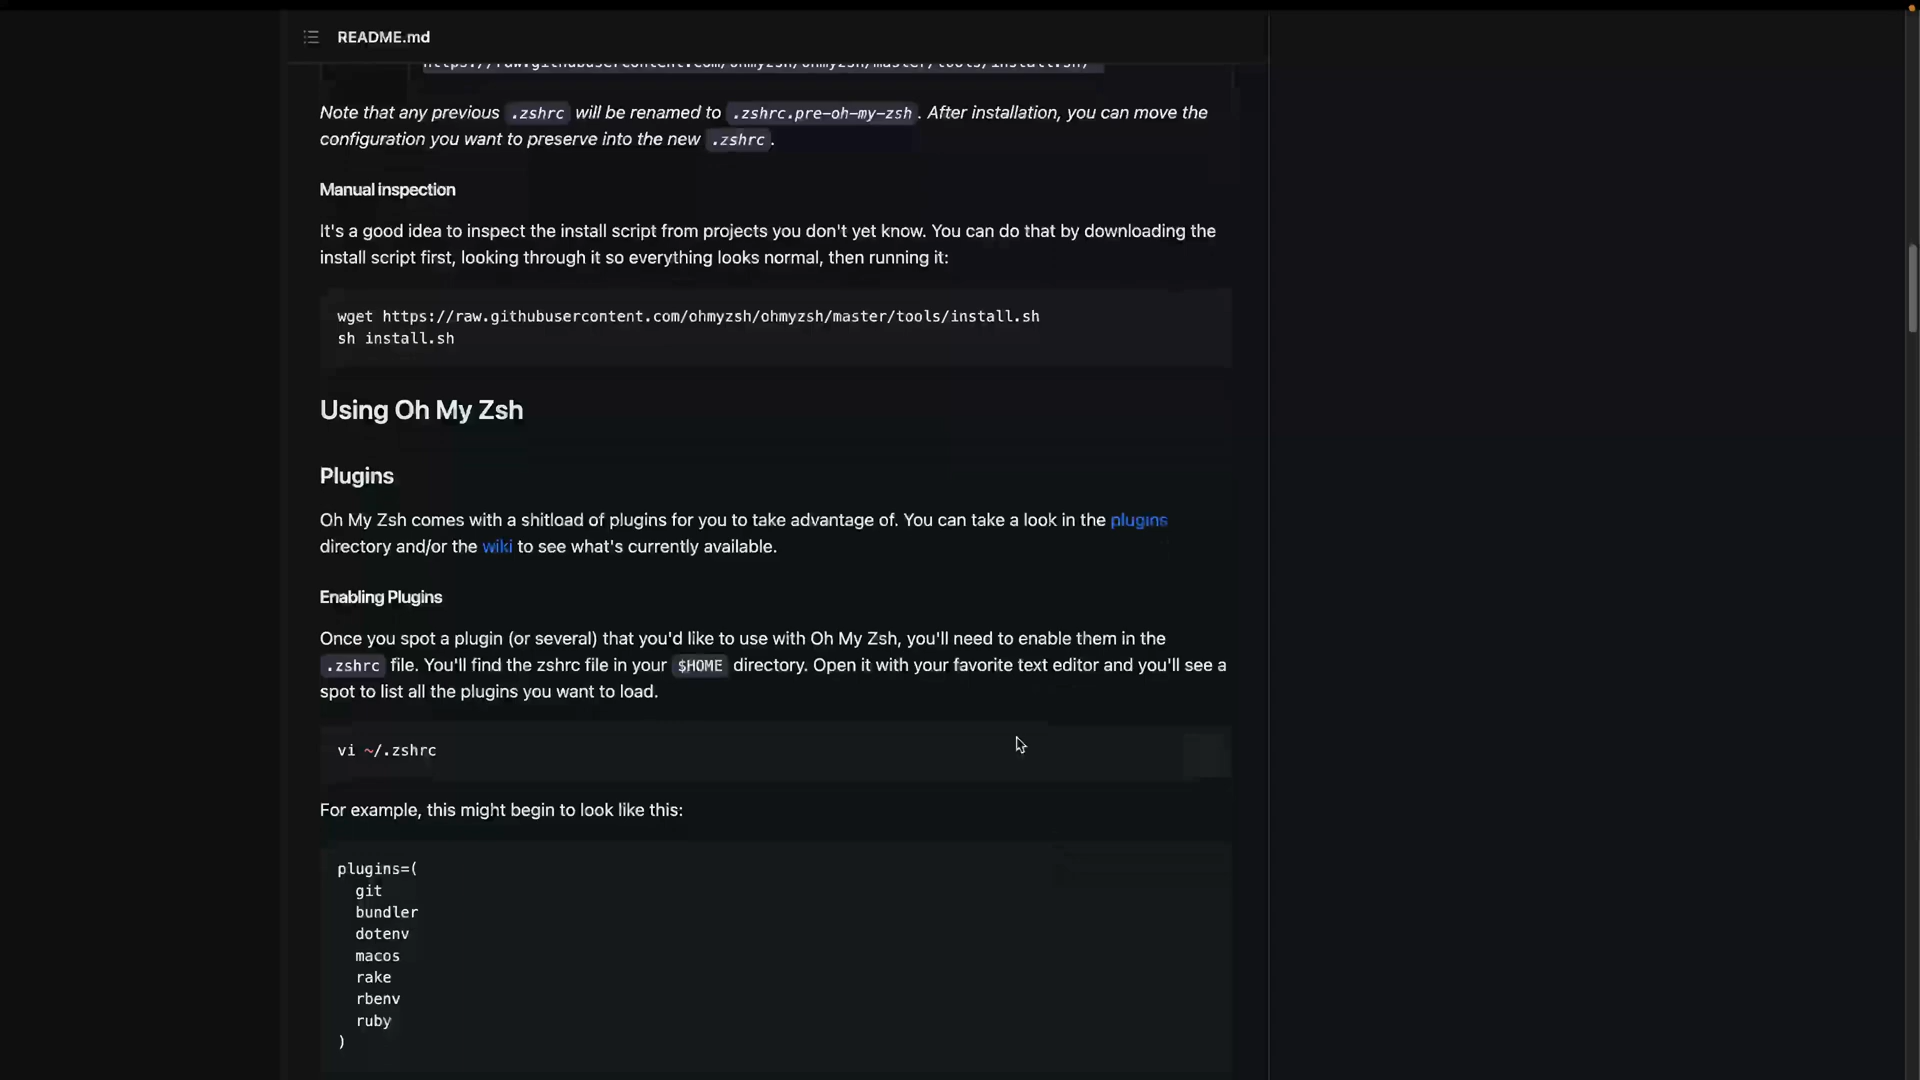 README.md
https://raw.githubusercontent.com/ohmyzsh/ohmyzsh/master/tools/install.sh)"
Note that any previous .zshrc will be renamed to .zshrc.pre-oh-my-zsh. After installation, you can move the
configuration you want to preserve into the new .zshrc.
Manual inspection
It's a good idea to inspect the install script from projects you don't yet know. You can do that by downloading the
install script first, looking through it so everything looks normal, then running it:
wget https://raw.githubusercontent.com/ohmyzsh/ohmyzsh/master/tools/install.sh
sh install.sh
Using Oh My Zsh
Plugins
Oh My Zsh comes with a shitload of plugins for you to take advantage of. You can take a look in the plugins
directory and/or the wiki to see what's currently available.
Enabling Plugins
Once you spot a plugin (or several) that you'd like to use with Oh My Zsh, you'll need to enable them in the
.zshrc file. You'll find the zshrc file in your $HOME directory. Open it with your favorite text editor and you'll see a
spot to list all the plugins you want to load.
vi ~/.zshrc
For example, this might begin to look like this:
plugins=(
git
bundler
dotenv
macos
rake
rbenv
ruby
)